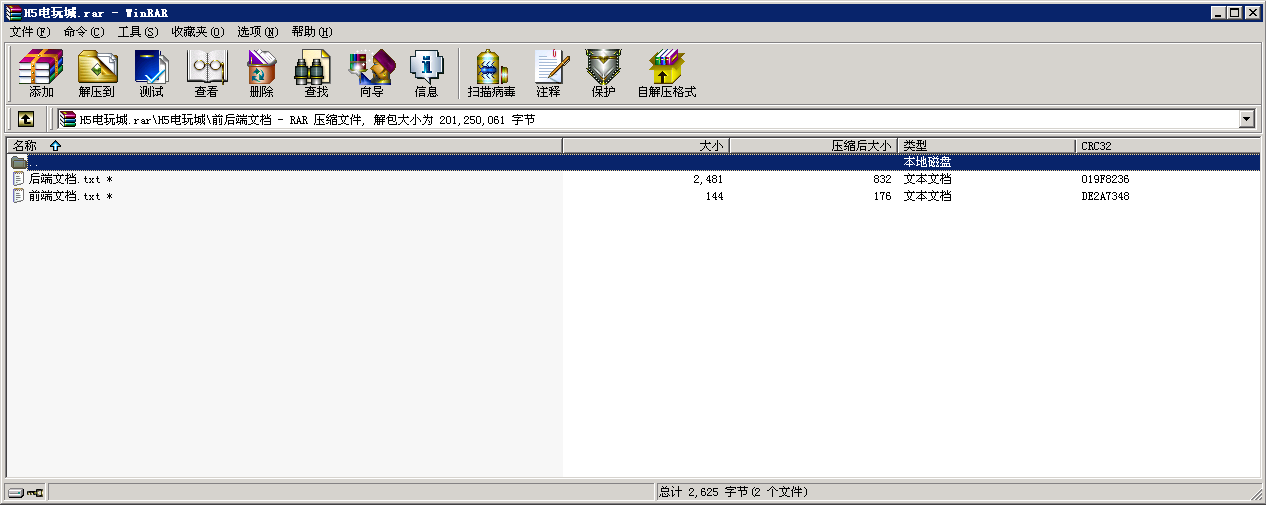 H5电玩城.rar - WinRAR
文件(F) 命令(C) 工具(S) 收藏夹(O) 选项(N) 帮助(H)
添加 解压到 测试 查看 删除 查找 向导 信息 扫描病毒 注释 保护 自解压格式
H5电玩城.rar\H5电玩城\前后端文档 - RAR 压缩文件, 解包大小为 201,250,061 字节
名称 大小 压缩后大小 类型 CRC32
.. 本地磁盘
后端文档.txt * 2,481 832 文本文档 019F8236
前端文档.txt * 144 176 文本文档 DE2A7348
总计 2,625 字节(2 个文件)